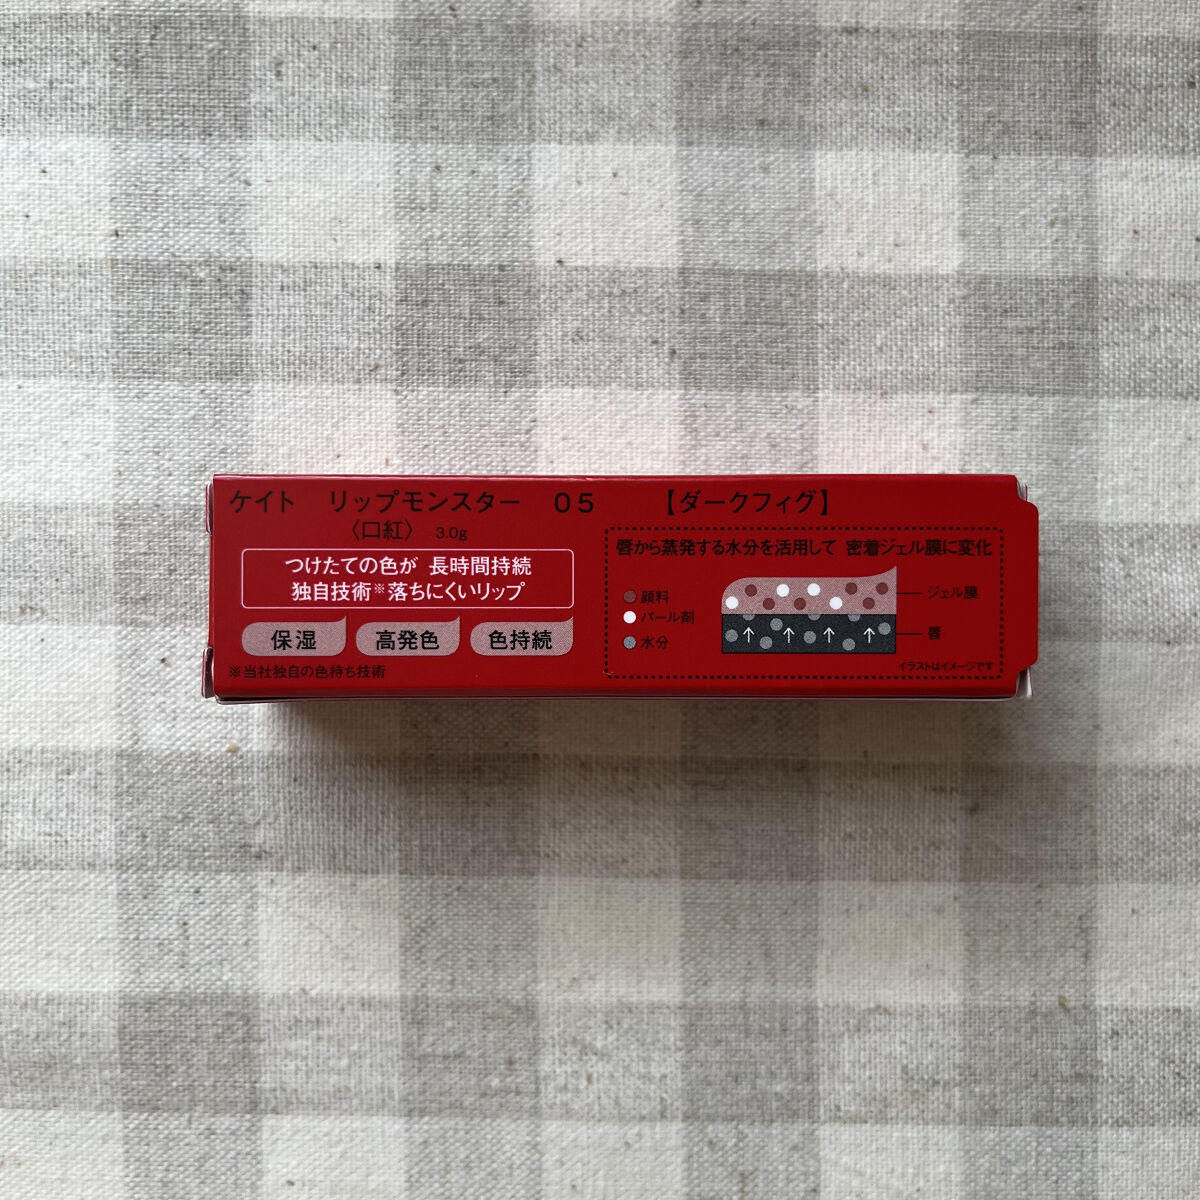 ケイト リップモンスター 05 【ダークフィグ】
〈口紅〉 3.0g
つけたての色が 長時間持続
独自技術※落ちにくいリップ
保湿 高発色 色持続
※当社独自の色持ち技術
唇から蒸発する水分を活用して 密着ジェル膜に変化
顔料
パール剤
水分
ジェル膜
唇
イラストはイメージです